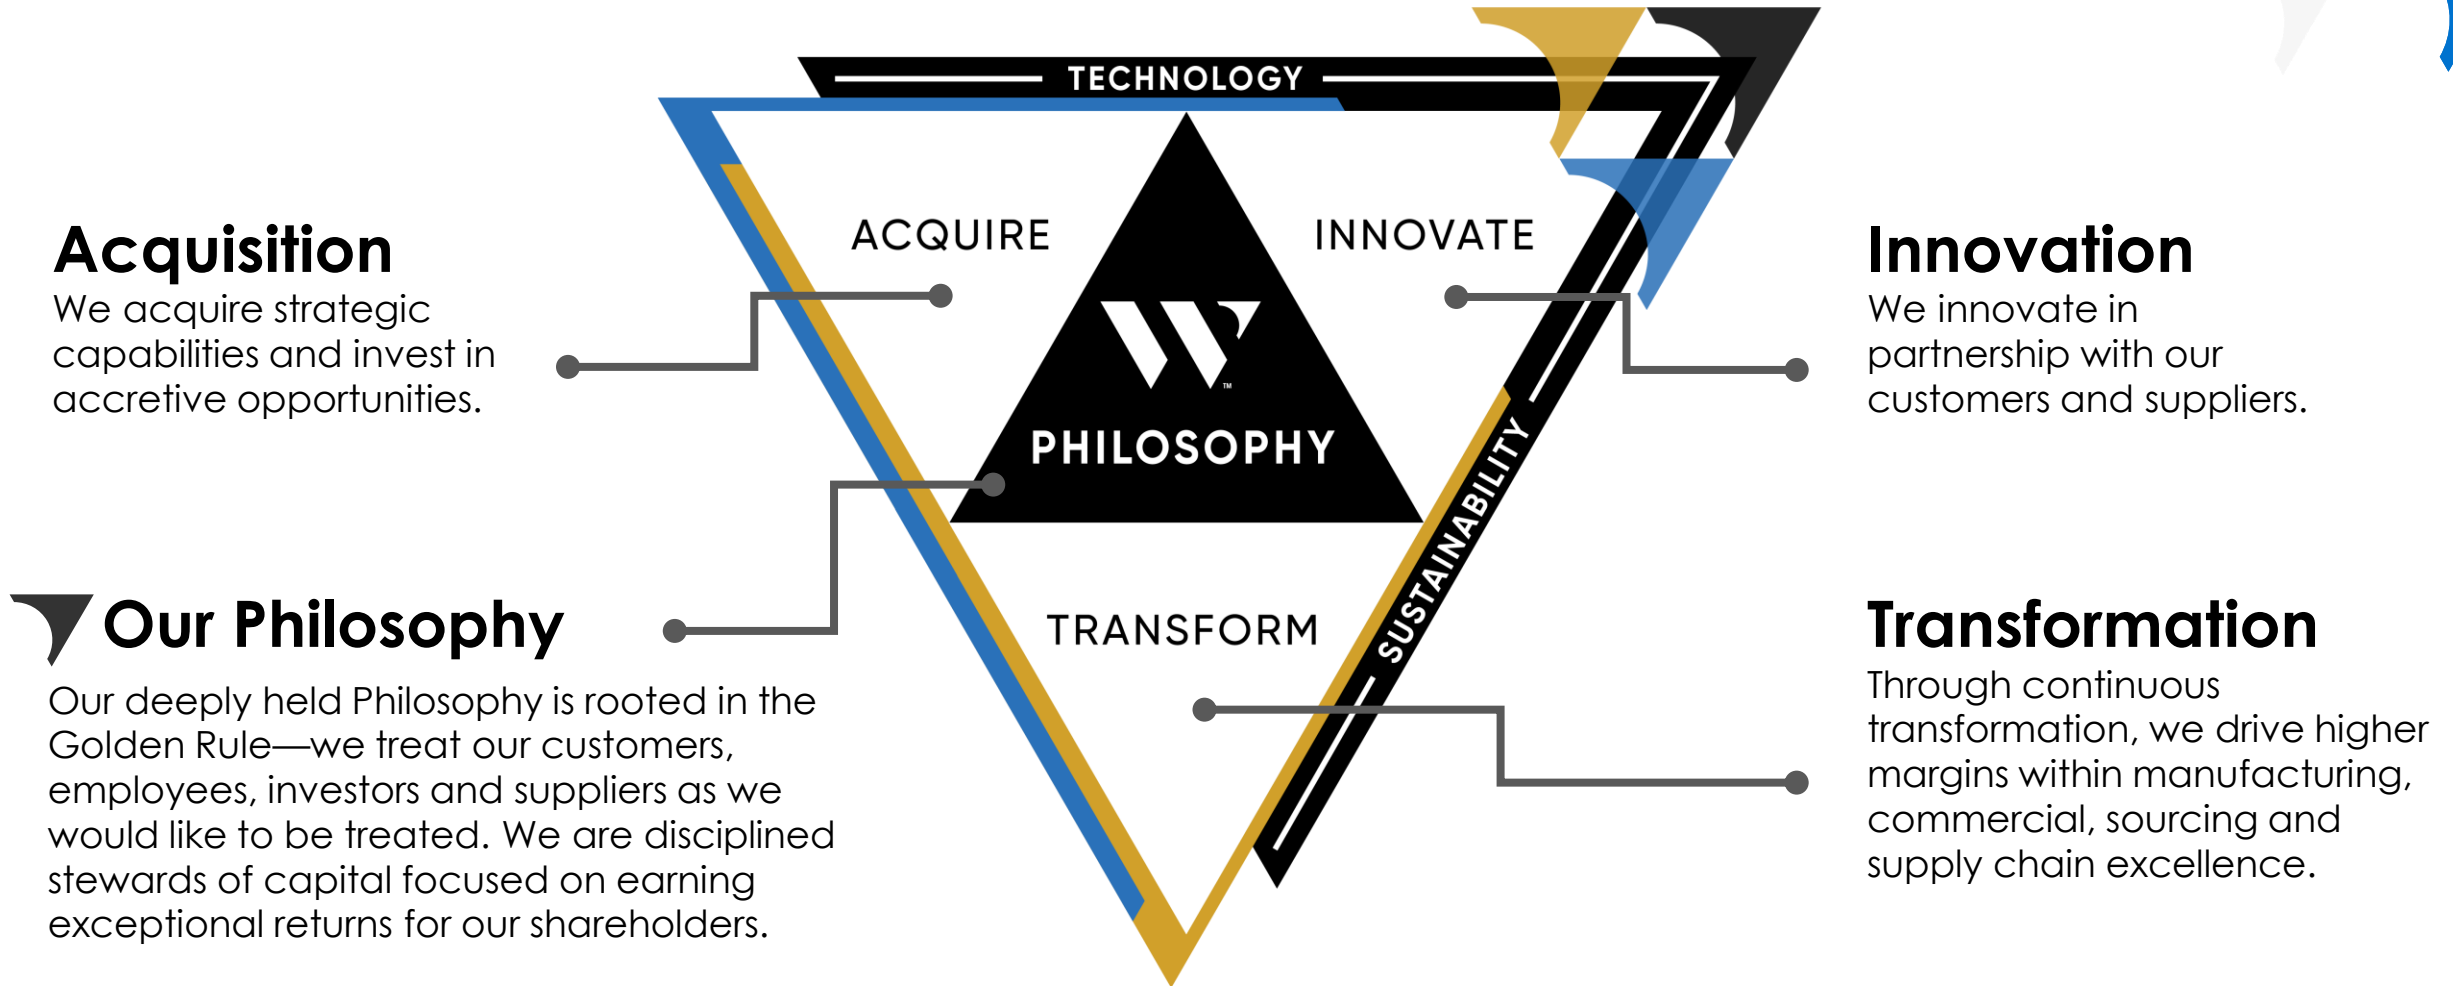 TECHNOLOGY
ACQUIRE
INNOVATE
Acquisition
We acquire strategic
capabilities and invest in
accretive opportunities.
Innovation
We innovate in
partnership with our
customers and suppliers.
W™
PHILOSOPHY
SUSTAINABILITY
Our Philosophy
Our deeply held Philosophy is rooted in the
Golden Rule—we treat our customers,
employees, investors and suppliers as we
would like to be treated. We are disciplined
stewards of capital focused on earning
exceptional returns for our shareholders.
TRANSFORM
Transformation
Through continuous
transformation, we drive higher
margins within manufacturing,
commercial, sourcing and
supply chain excellence.